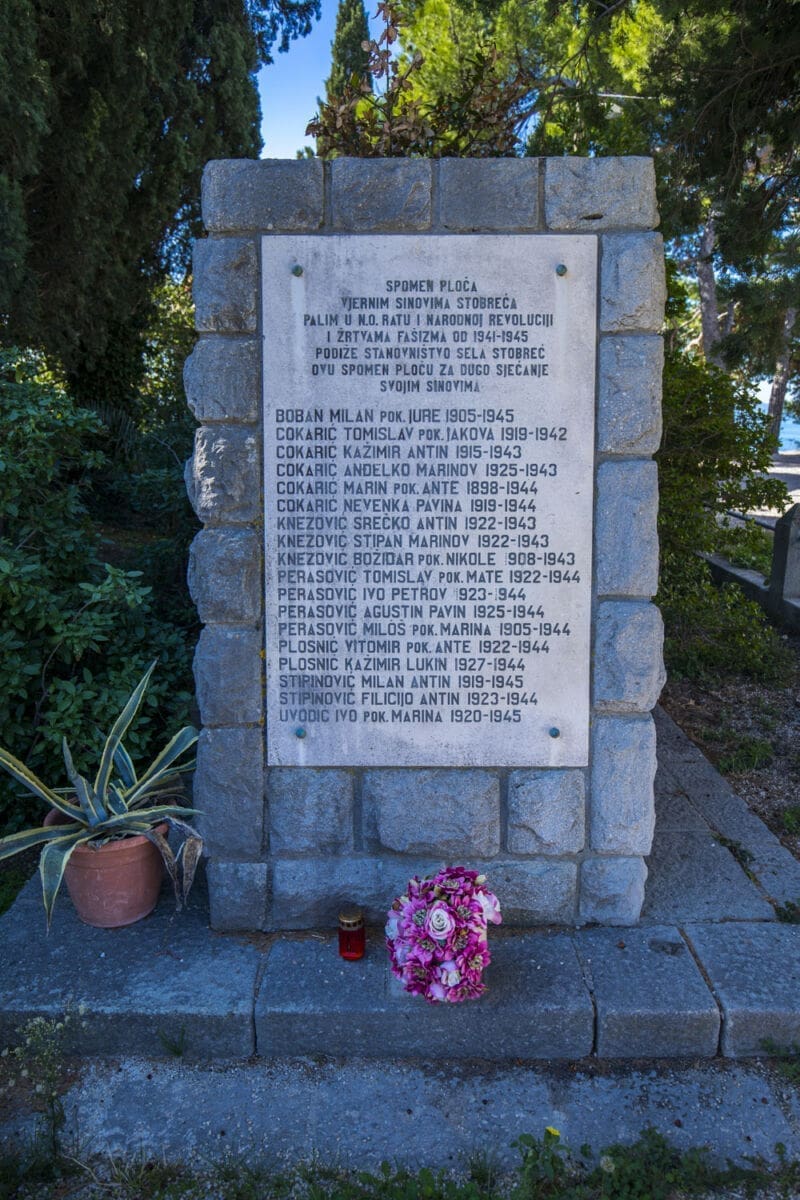 SPOMEN PLOČA
VJERNIM SINOVIMA STOBREČA
PALIM U N.O. RATU I NARODNOJ REVOLUCIJI
I ŽRTVAMA FAŠIZMA OD 1941-1945
PODIŽE STANOVNIŠTVO SELA STOBREČ
OVU SPOMEN PLOČU ZA DUGO SJEĆANJE
SVOJIM SINOVIMA
BOBAN MILAN POK. JURE 1905-1945
COKARIĆ TOMISLAV POK. JAKOVA 1919-1942
COKARIĆ KAŽIMIR ANTIN 1915-1943
COKARIĆ ANĐELKO MARINOV 1925-1943
COKARIĆ MARIN POK. ANTE 1898-1944
COKARIĆ NEVENKA PAVINA 1919-1944
KNEZOVIĆ SREČKO ANTIN 1922-1943
KNEZOVIĆ STIPAN MARINOV 1922-1943
KNEZOVIĆ BOŽIDAR POK. NIKOLE 1908-1943
PERASOVIĆ TOMISLAV POK. MATE 1922-1944
PERASOVIĆ IVO PETROV 1923-1944
PERASOVIĆ AGUSTIN PAVIN 1925-1944
PERASOVIĆ MILOŠ POK. MARINA 1905-1944
PLOSNIĆ VITOMIR POK. ANTE 1922-1944
PLOSNIĆ KAZIMIR LUKIN 1927-1944
STIPINOVIĆ MILAN ANTIN 1919-1945
STIPINOVIĆ FILICIJO ANTIN 1923-1944
UVODIĆ IVO POK. MARINA 1920-1945